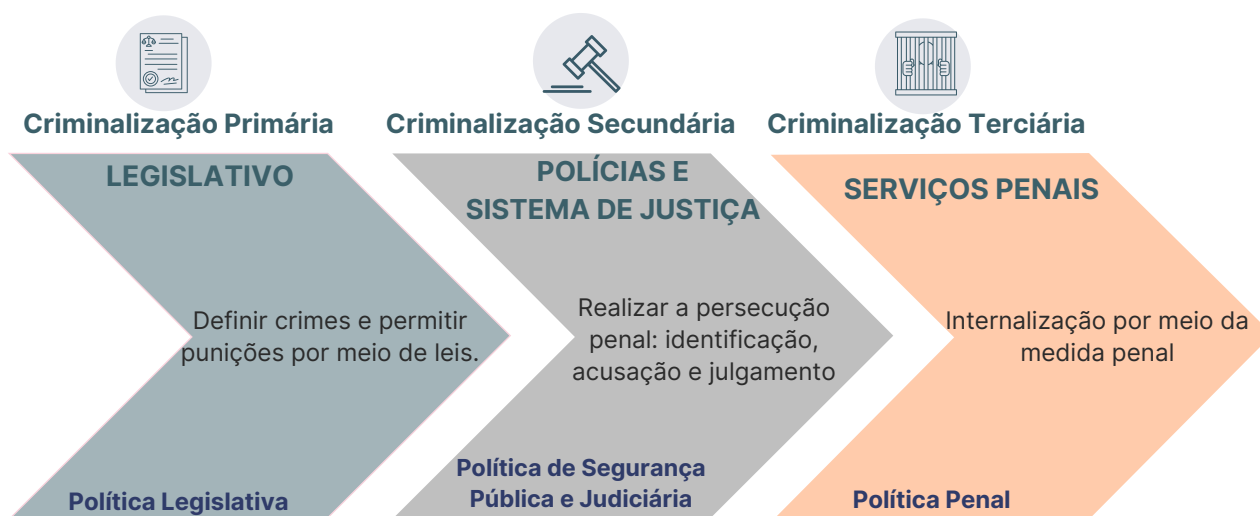 Criminalização Primária
LEGISLATIVO
Definir crimes e permitir
punições por meio de leis.
Política Legislativa
Criminalização Secundária
POLÍCIAS E
SISTEMA DE JUSTIÇA
Realizar a persecução
penal: identificação,
acusação e julgamento
Política de Segurança
Pública e Judiciária
Criminalização Terciária
SERVIÇOS PENAIS
Internalização por meio da
medida penal
Política Penal